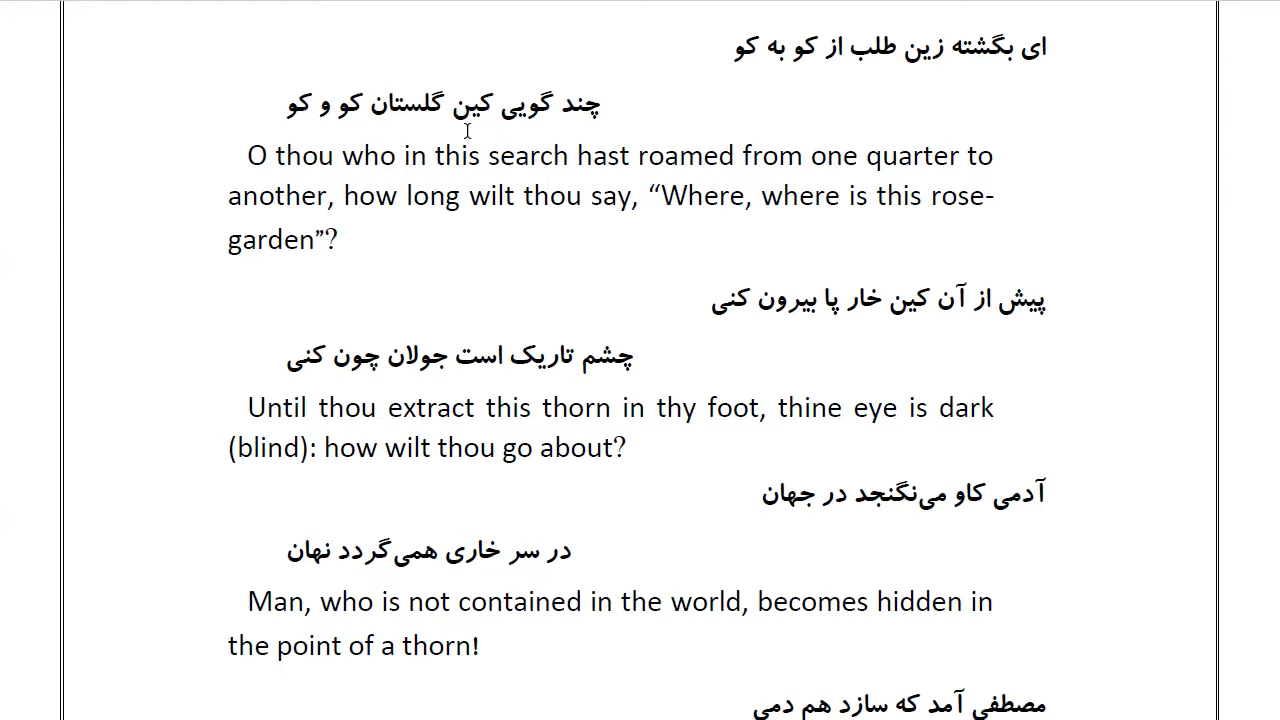 ای بگشته زین طلب از کو به کو
چند گویی کین گلستان کو و کو
O thou who in this search hast roamed from one quarter to
another, how long wilt thou say, “Where, where is this rose-
garden”?
پیش از آن کین خار پا بیرون کنی
چشم تاریک است جولان چون کنی
Until thou extract this thorn in thy foot, thine eye is dark
(blind): how wilt thou go about?
آدمی کاو می‌نگنجد در جهان
در سر خاری همی‌گردد نهان
Man, who is not contained in the world, becomes hidden in
the point of a thorn!
مصطفی آمد که سازد هم دمی